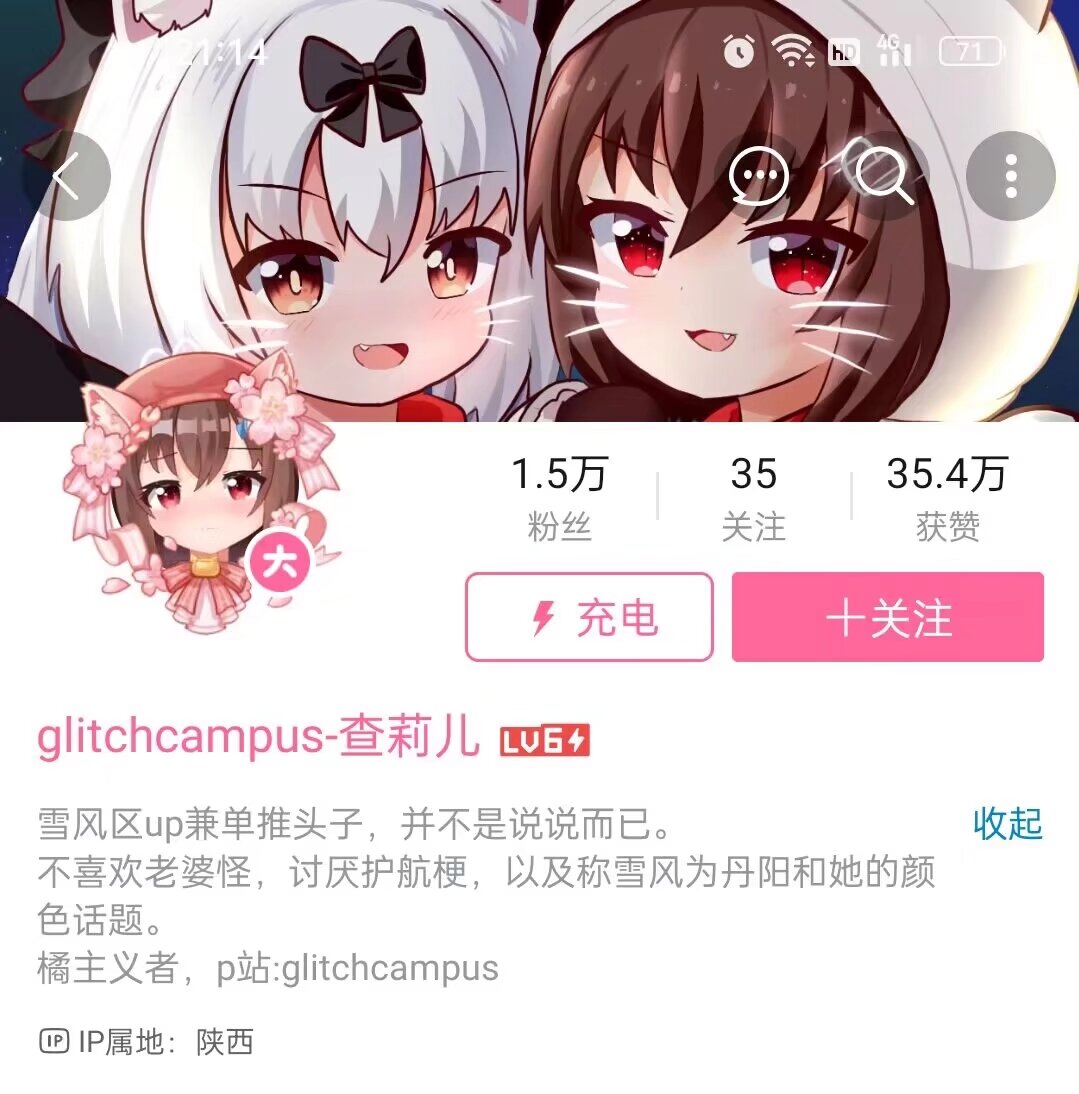 21:14
HD 4G 71
1.5万 35 35.4万
粉丝 关注 获赞
大
充电 十关注
glitchcampus-查莉儿 LV6
雪风区up兼单推头子，并不是说说而已。 收起
不喜欢老婆怪，讨厌护航梗，以及称雪风为丹阳和她的颜
色话题。
橘主义者，p站:glitchcampus
IP IP属地：陕西